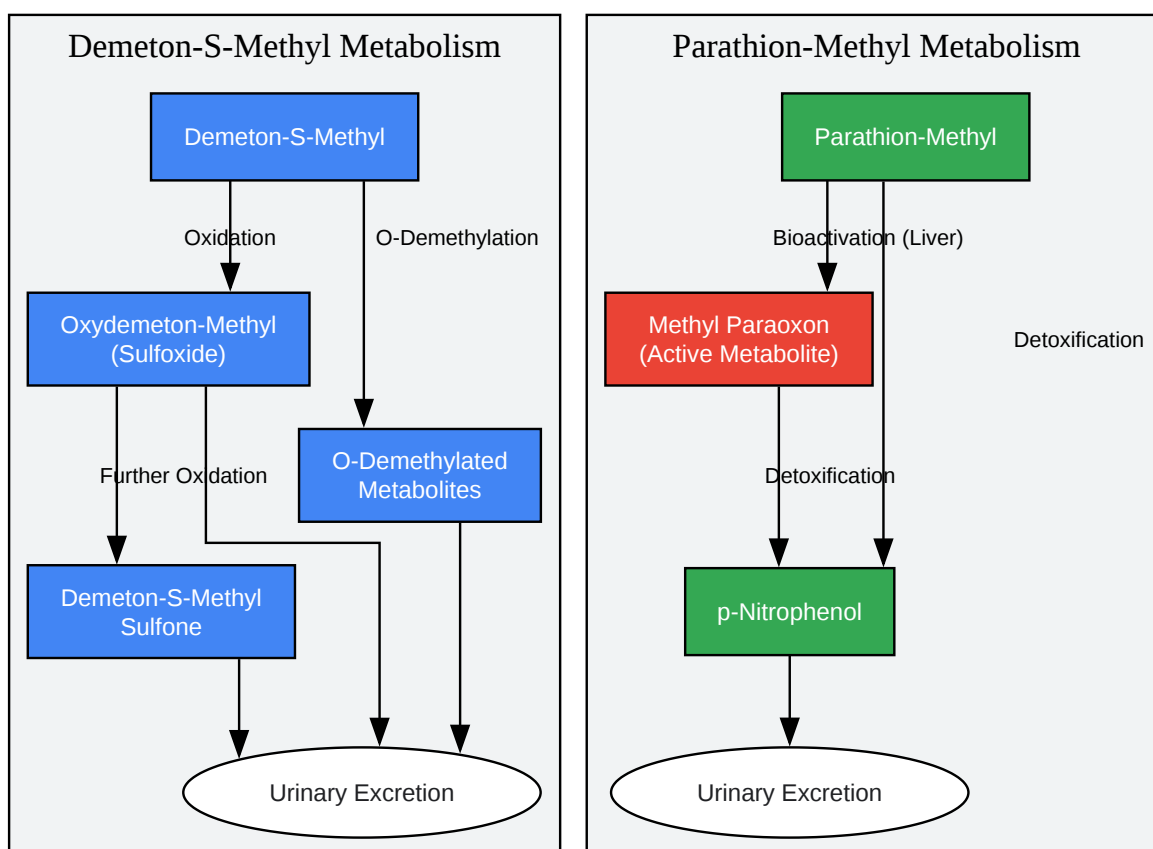 Demeton-S-Methyl Metabolism
Demeton-S-Methyl
Oxidation
O-Demethylation
Oxydemeton-Methyl
(Sulfoxide)
Further Oxidation
O-Demethylated
Metabolites
Demeton-S-Methyl
Sulfone
Urinary Excretion
Parathion-Methyl Metabolism
Parathion-Methyl
Bioactivation (Liver)
Methyl Paraoxon
(Active Metabolite)
Detoxification
Detoxification
p-Nitrophenol
Urinary Excretion